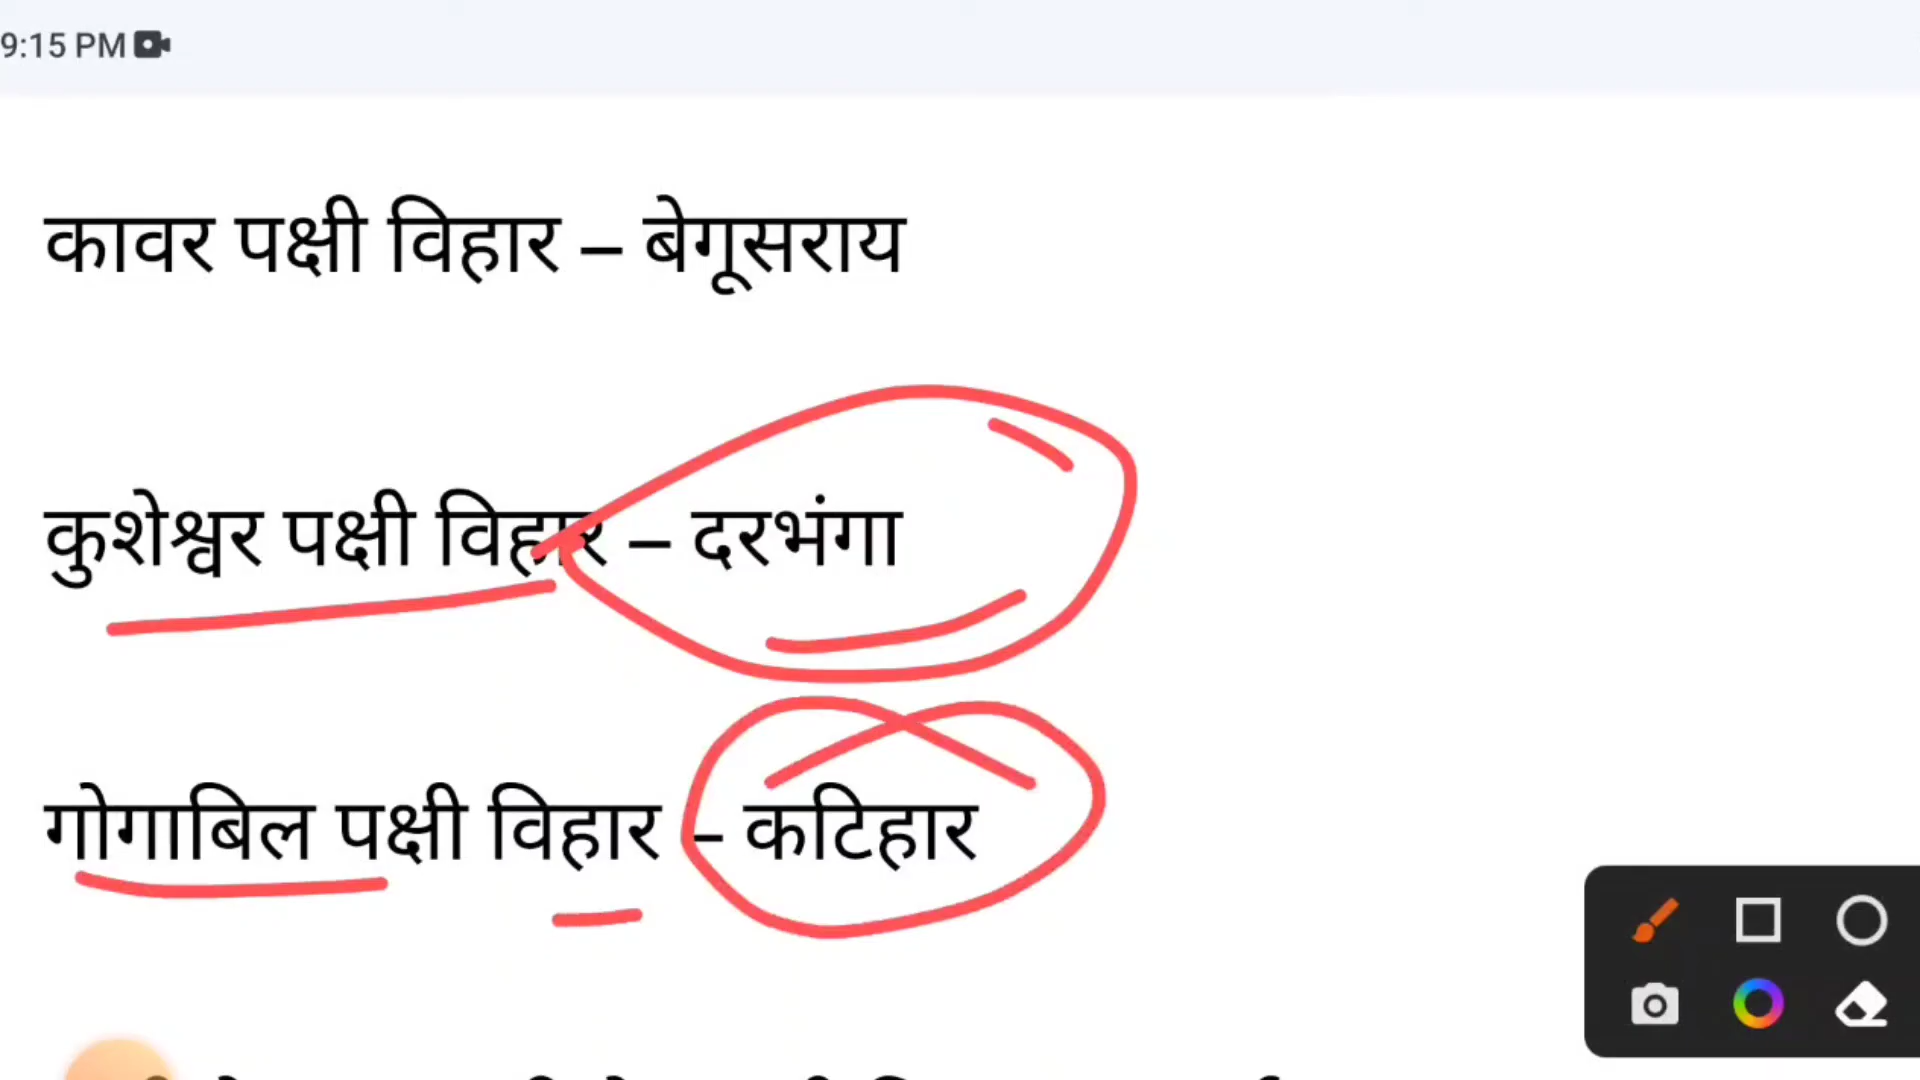 9:15 PM
कावर पक्षी विहार – बेगूसराय
कुशेश्वर पक्षी विहार – दरभंगा
गोगाबिल पक्षी विहार – कटिहार